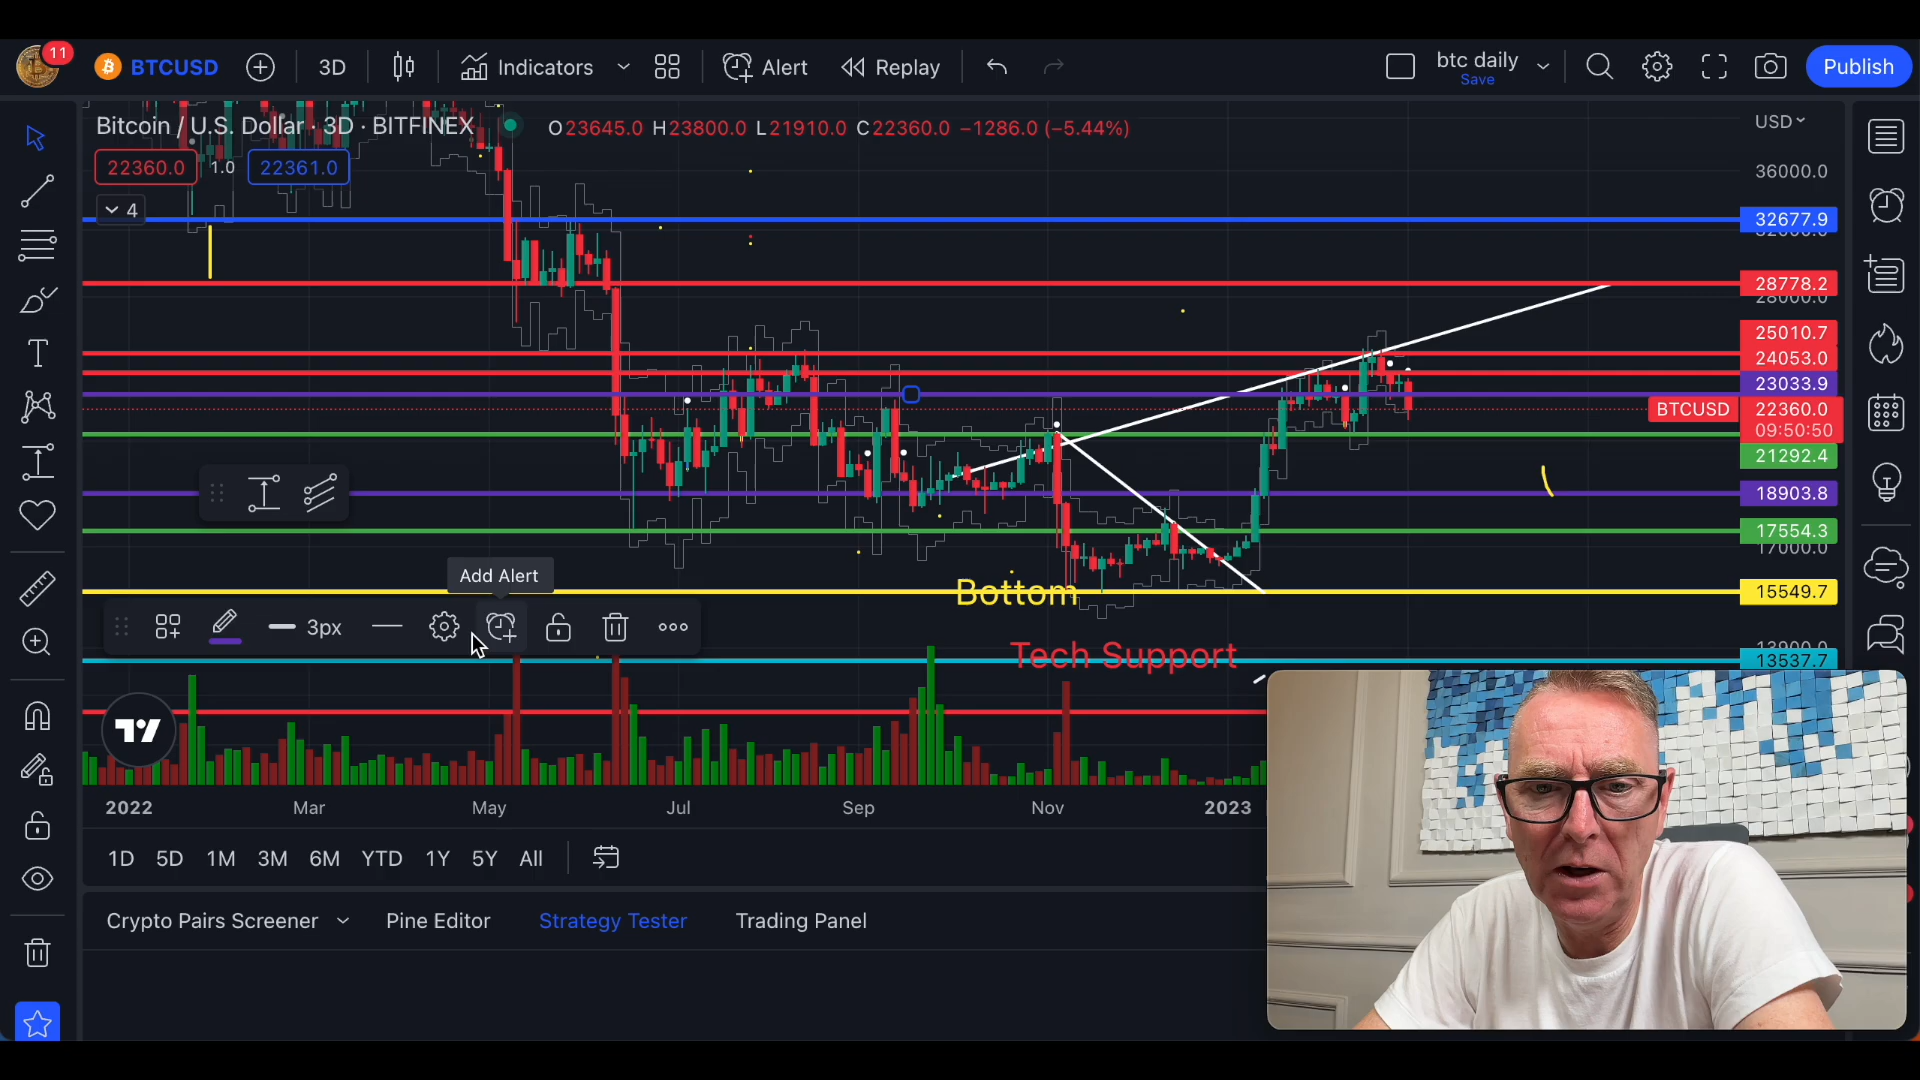 11
BTCUSD 3D Indicators Alert Replay btc daily Save Publish
Bitcoin / U.S. Dollar · 3D · BITFINEX O23645.0 H23800.0 L21910.0 C22360.0 −1286.0 (−5.44%) USD
22360.0 1.0 22361.0
4
36000.0
32677.9
28778.2
28000.0
25010.7
24053.0
23033.9
BTCUSD 22360.0
09:50:50
21292.4
18903.8
17554.3
17000.0
Add Alert
15549.7
Bottom
3px
Tech Support
13537.7
2022 Mar May Jul Sep Nov 2023
1D 5D 1M 3M 6M YTD 1Y 5Y All
Crypto Pairs Screener Pine Editor Strategy Tester Trading Panel